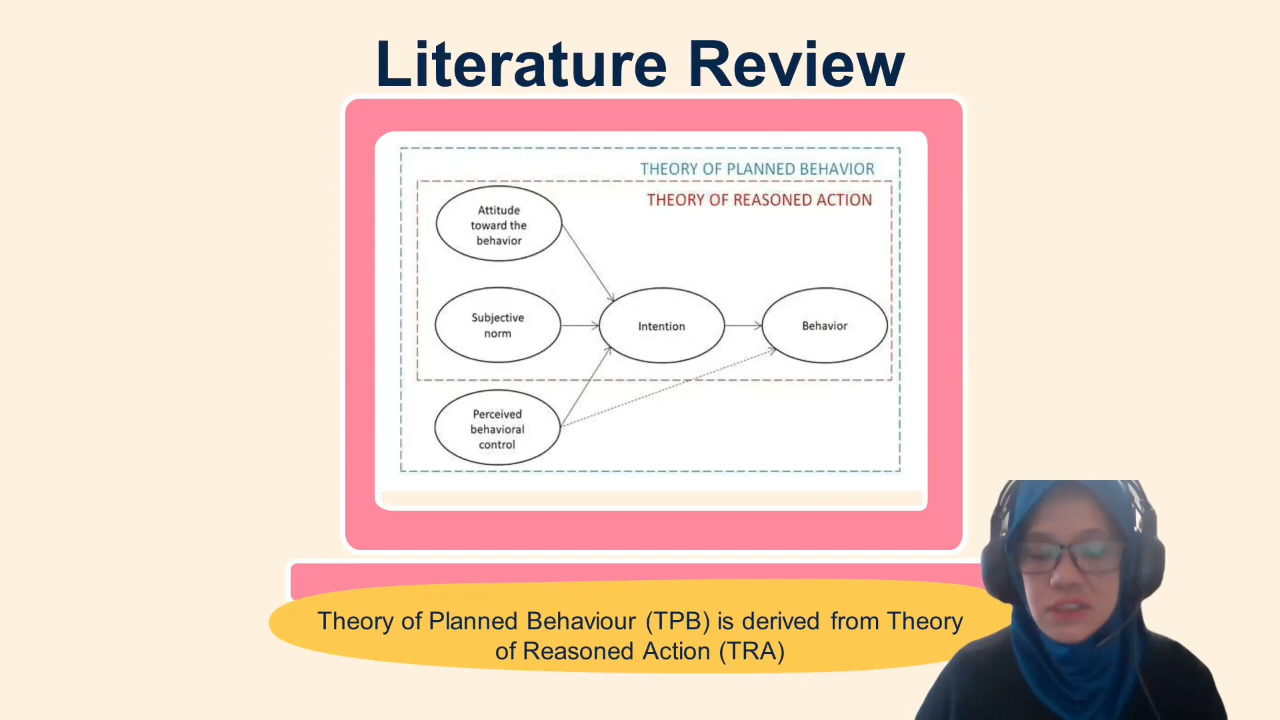 Literature Review
THEORY OF PLANNED BEHAVIOR
THEORY OF REASONED ACTION
Attitude
toward the
behavior
Subjective
norm
Intention
Behavior
Perceived
behavioral
control
Theory of Planned Behaviour (TPB) is derived from Theory
of Reasoned Action (TRA)